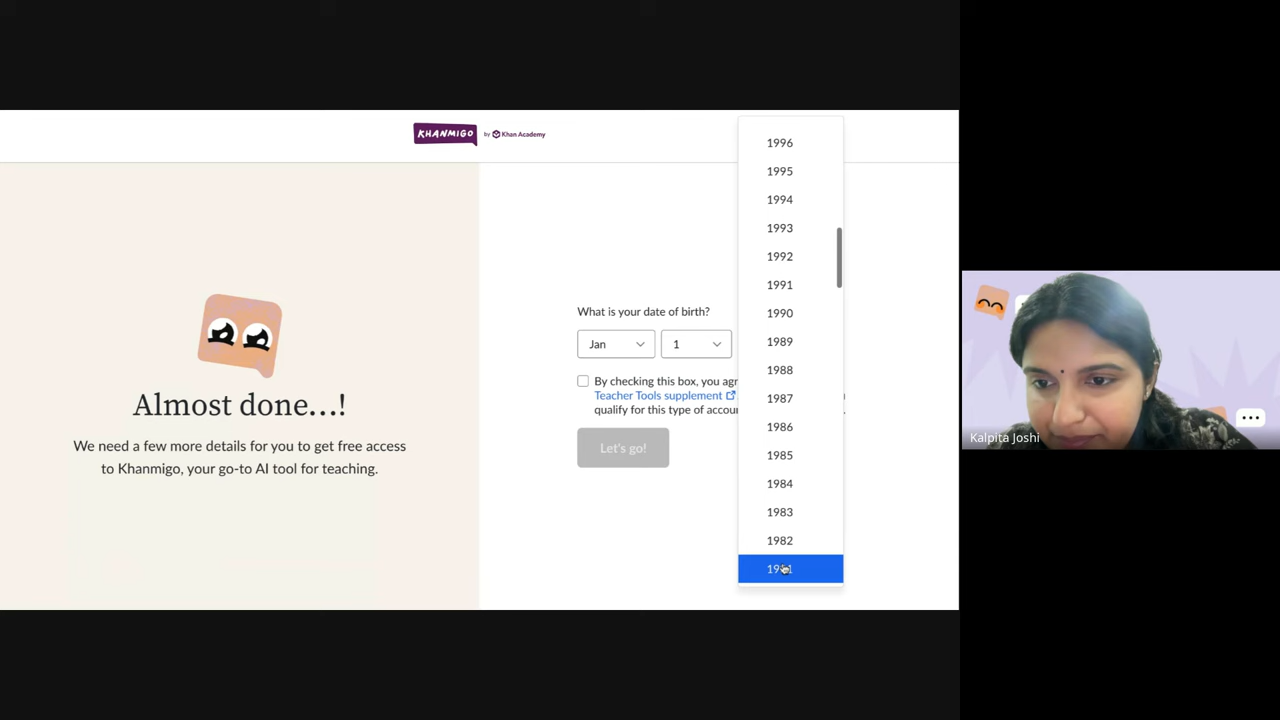 KHANMIGO by Khan Academy
Almost done...!
We need a few more details for you to get free access
to Khanmigo, your go-to AI tool for teaching.
What is your date of birth?
Jan 1
By checking this box, you agr
Teacher Tools supplement
qualify for this type of accou
Let's go!
1996
1995
1994
1993
1992
1991
1990
1989
1988
1987
1986
1985
1984
1983
1982
Kalpita Joshi